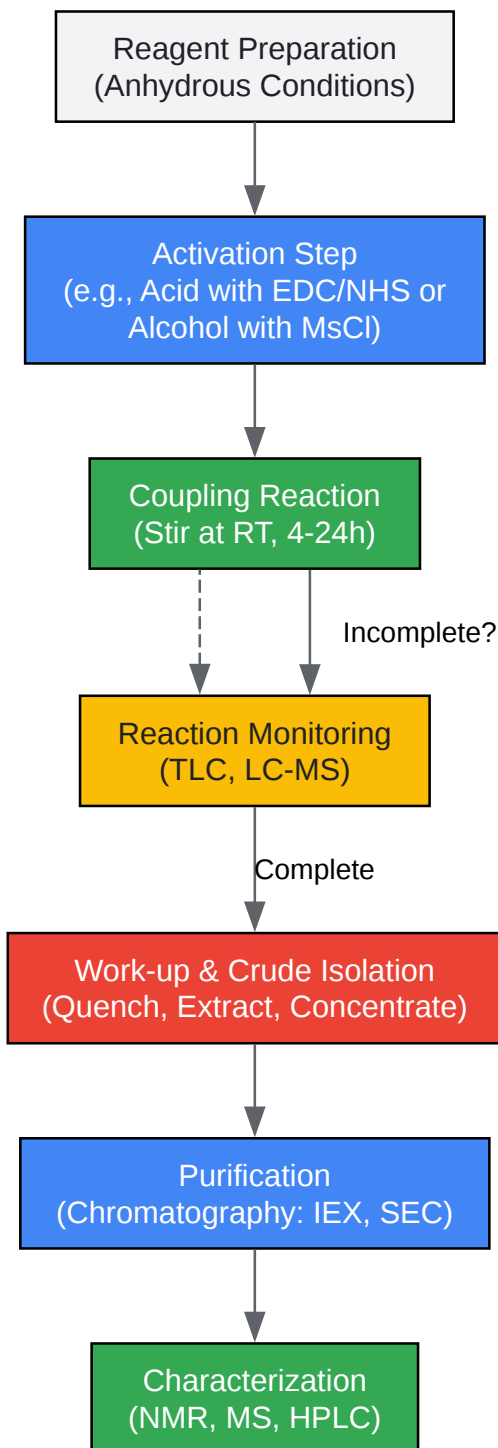 Reagent Preparation
(Anhydrous Conditions)
Activation Step
(e.g., Acid with EDC/NHS or
Alcohol with MsCl)
Coupling Reaction
(Stir at RT, 4-24h)
Incomplete?
Reaction Monitoring
(TLC, LC-MS)
Complete
Work-up & Crude Isolation
(Quench, Extract, Concentrate)
Purification
(Chromatography: IEX, SEC)
Characterization
(NMR, MS, HPLC)